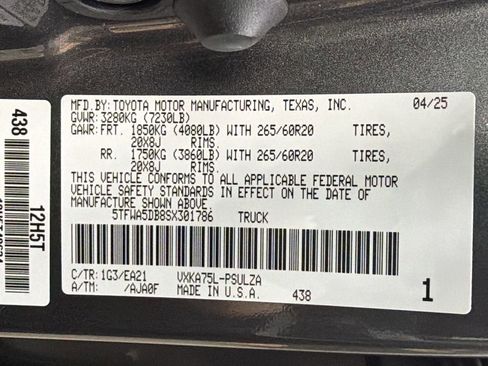 MFD.BY: TOYOTA MOTOR MANUFACTURING, TEXAS, INC. 04/25
GVWR: 3280KG (7230LB)
GAWR: FRT. 1850KG (4080LB) WITH 265/60R20 TIRES,
20X8J RIMS.
RR. 1750KG (3860LB) WITH 265/60R20 TIRES,
20X8J RIMS.
THIS VEHICLE CONFORMS TO ALL APPLICABLE FEDERAL MOTOR
VEHICLE SAFETY STANDARDS IN EFFECT ON THE DATE OF
MANUFACTURE SHOWN ABOVE.
5TFWA5DB8SX301786 TRUCK
C/TR: 1G3/EA21 VXKA75L-PSULZA
A/TM: /AJA0F MADE IN U.S.A. 438 1
438
12H5T